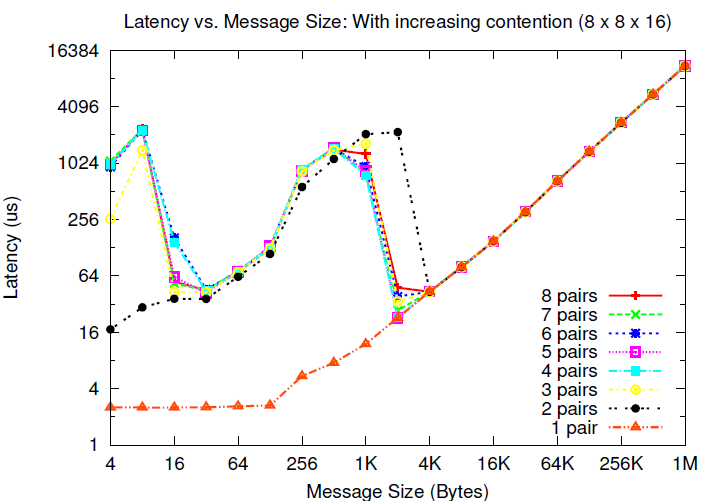 Latency vs. Message Size: With increasing contention (8 x 8 x 16)
16384
4096
1024
256
64
16
4
1
Latency (us)
8 pairs
7 pairs
6 pairs
5 pairs
4 pairs
3 pairs
2 pairs
1 pair
4 16 64 256 1K 4K 16K 64K 256K 1M
Message Size (Bytes)